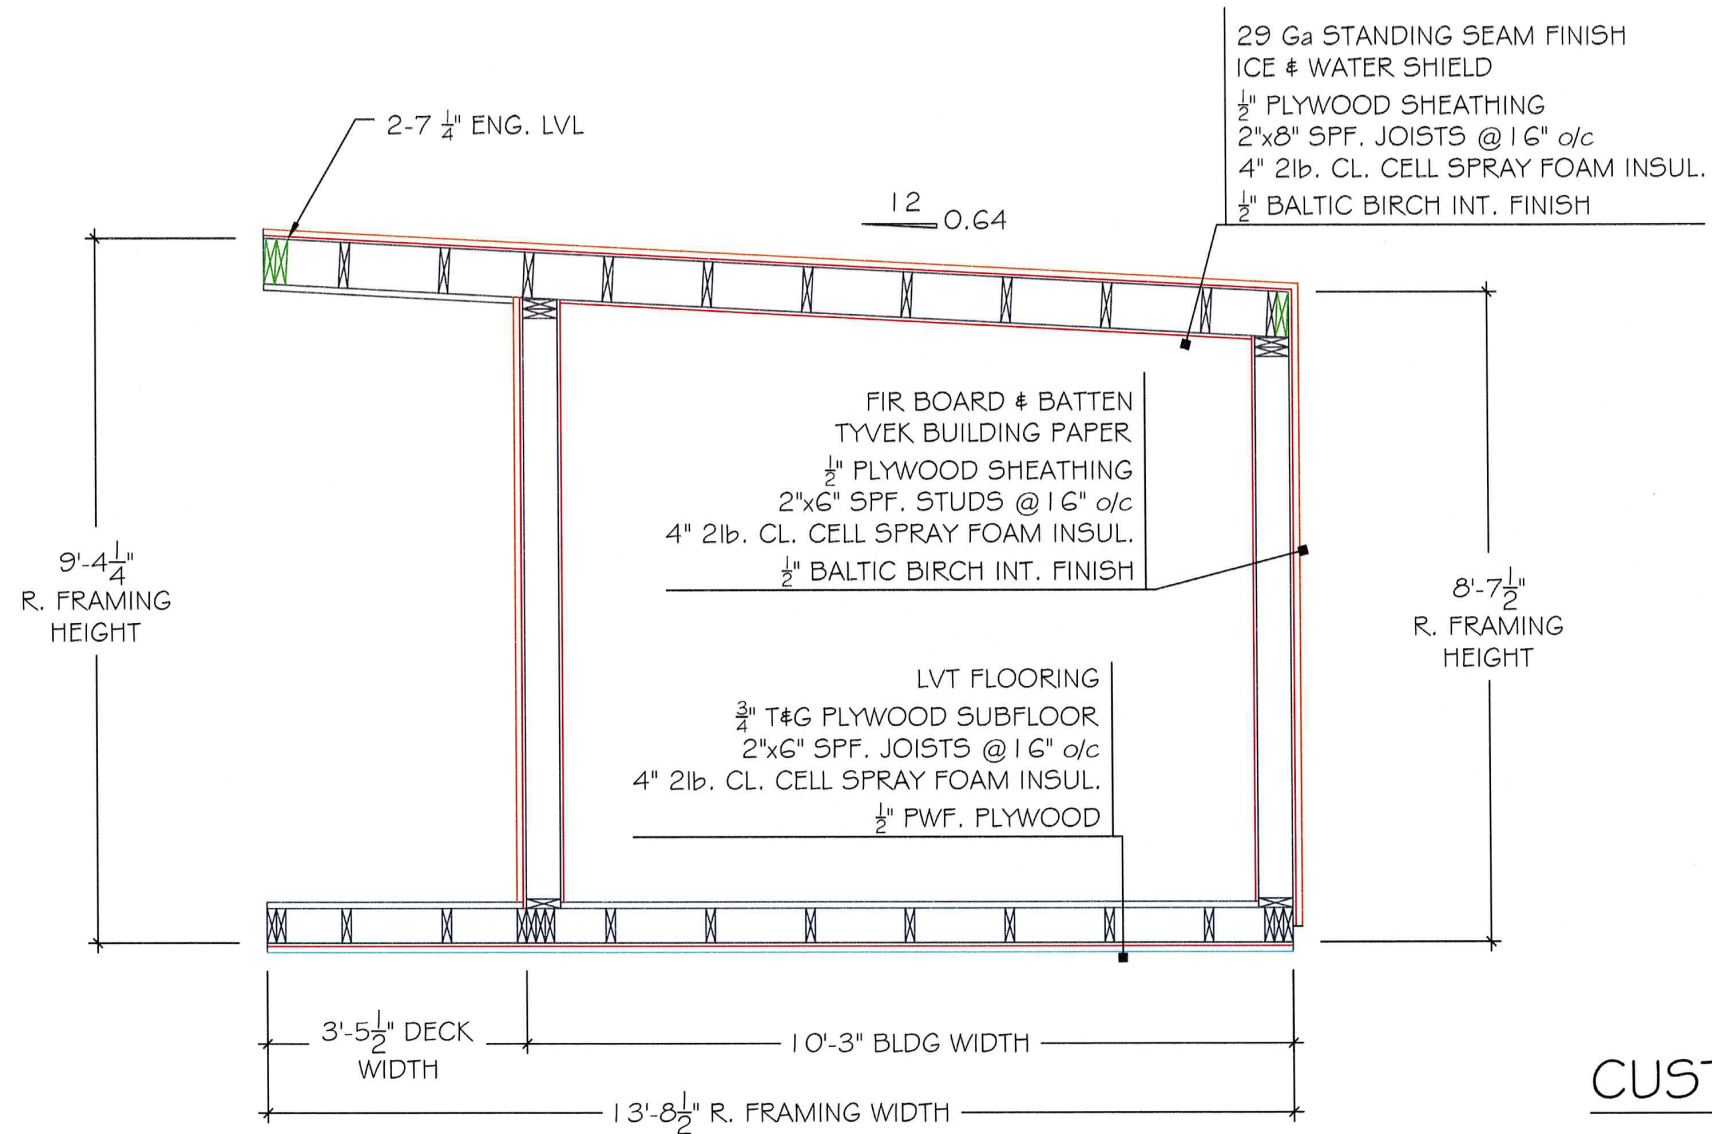 29 Ga STANDING SEAM FINISH
ICE & WATER SHIELD
½" PLYWOOD SHEATHING
2"x8" SPF. JOISTS @ 16" o/c
4" 2lb. CL. CELL SPRAY FOAM INSUL.
½" BALTIC BIRCH INT. FINISH
2-7 ¼" ENG. LVL
12
0.64
FIR BOARD & BATTEN
TYVEK BUILDING PAPER
½" PLYWOOD SHEATHING
2"x6" SPF. STUDS @ 16" o/c
4" 2lb. CL. CELL SPRAY FOAM INSUL.
½" BALTIC BIRCH INT. FINISH
9'-4¼"
R. FRAMING
HEIGHT
8'-7½"
R. FRAMING
HEIGHT
LVT FLOORING
¾" T&G PLYWOOD SUBFLOOR
2"x6" SPF. JOISTS @ 16" o/c
4" 2lb. CL. CELL SPRAY FOAM INSUL.
½" PWF. PLYWOOD
3'-5½" DECK
WIDTH
10'-3" BLDG WIDTH
13'-8½" R. FRAMING WIDTH